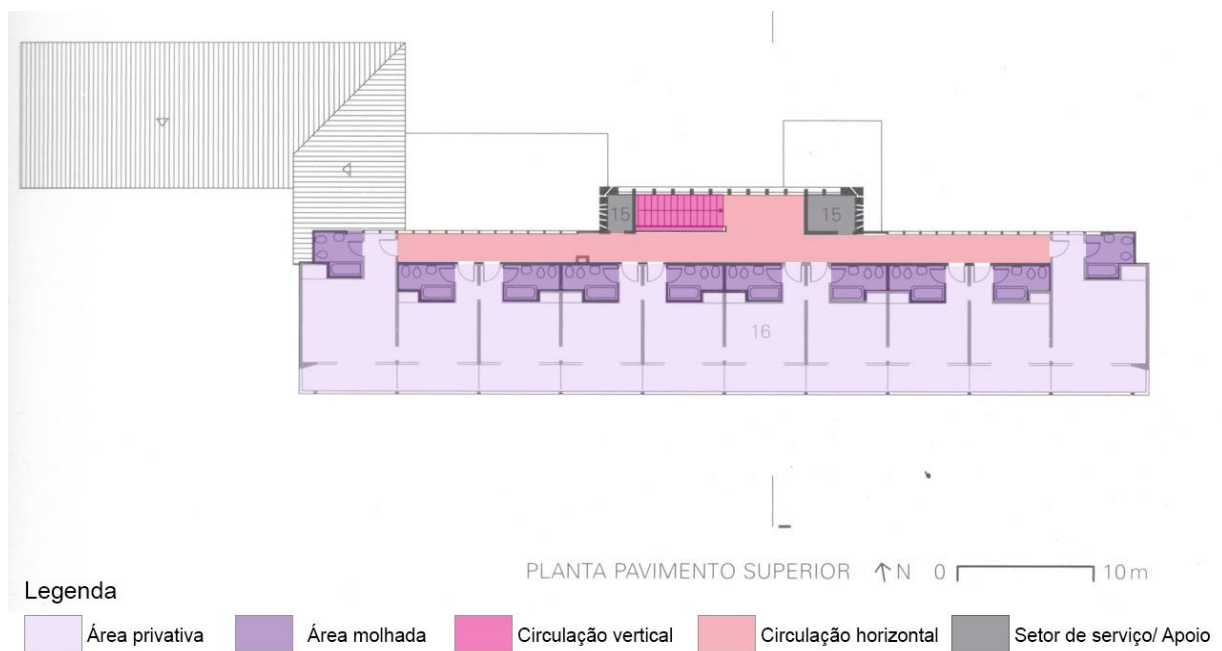 15
15
16
PLANTA PAVIMENTO SUPERIOR ↑N 0 10m
Legenda
Área privativa Área molhada Circulação vertical Circulação horizontal Setor de serviço/ Apoio